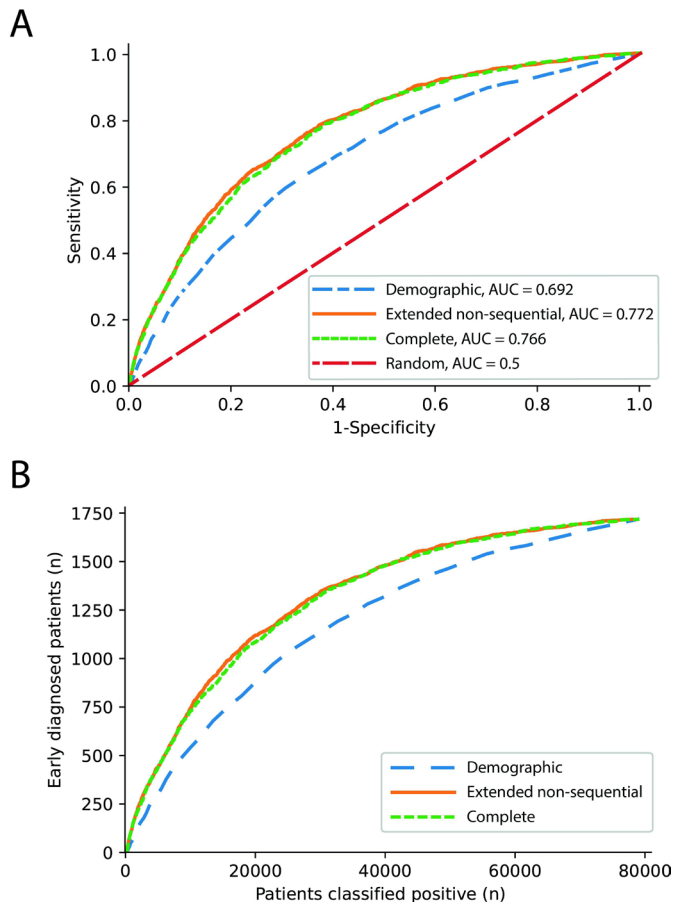 A
1.0
0.8
0.6
0.4
0.2
0.0
Sensitivity
Demographic, AUC = 0.692
Extended non-sequential, AUC = 0.772
Complete, AUC = 0.766
Random, AUC = 0.5
0.0 0.2 0.4 0.6 0.8 1.0
1-Specificity
B
1750
1500
1250
1000
750
500
250
0
Early diagnosed patients (n)
Demographic
Extended non-sequential
Complete
0 20000 40000 60000 80000
Patients classified positive (n)